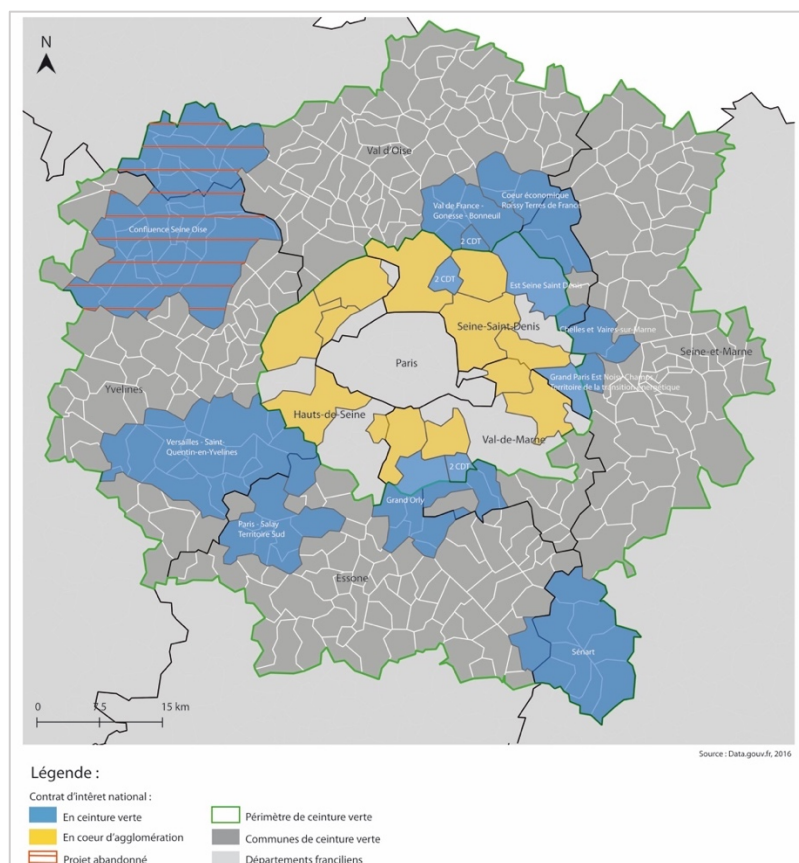 N
Val d'Oise
Val de France -
Gonesse - Bonneuil
Coeur économique
Roissy Terres de France
2 CDT
Confluence Seine Oise
2 CDT
Est Seine Saint Denis
Seine-Saint-Denis
Chelles et Vaires-sur-Marne
Seine-et-Marne
Paris
Grand Paris Est Noisy-Champs
Territoire de la transition énergetique
Yvelines
Hauts-de-Seine
Val-de-Marne
Versailles - Saint-
Quentin-en-Yvelines
2 CDT
Grand Orly
Paris - Salay
Territoire Sud
Essone
Sénart
0 7.5 15 km
Source : Data.gouv.fr, 2016
Légende :
Contrat d'intêret national :
En ceinture verte
En coeur d'agglomération
Projet abandonné
Périmètre de ceinture verte
Communes de ceinture verte
Départements franciliens